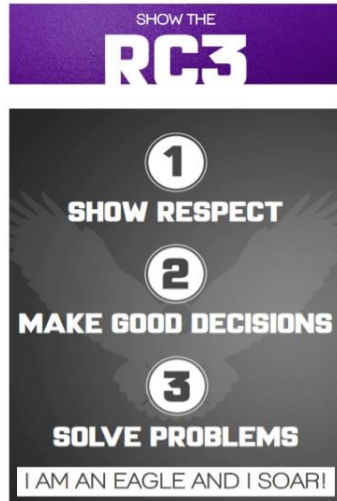 SHOW THE
RC3
1
SHOW RESPECT
2
MAKE GOOD DECISIONS
3
SOLVE PROBLEMS
I AM AN EAGLE AND I SOAR!